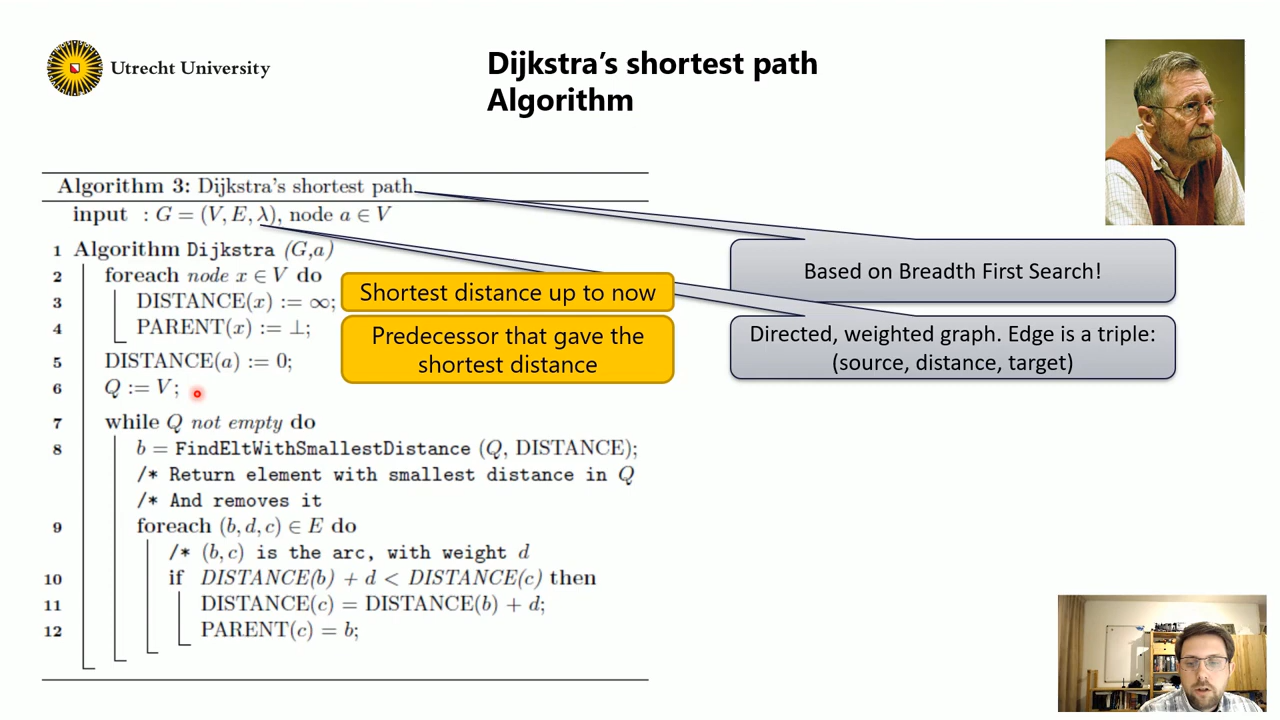 Utrecht University
Dijkstra’s shortest path
Algorithm
Algorithm 3: Dijkstra's shortest path
input : G = (V, E, λ), node a ∈ V
1 Algorithm Dijkstra (G,a)
2 foreach node x ∈ V do
3 DISTANCE(x) := ∞;
4 PARENT(x) := ⊥;
5 DISTANCE(a) := 0;
6 Q := V;
7 while Q not empty do
8 b = FindEltWithSmallestDistance (Q, DISTANCE);
/* Return element with smallest distance in Q
/* And removes it
9 foreach (b, d, c) ∈ E do
/* (b, c) is the arc, with weight d
10 if DISTANCE(b) + d < DISTANCE(c) then
11 DISTANCE(c) = DISTANCE(b) + d;
12 PARENT(c) = b;
Shortest distance up to now
Predecessor that gave the
shortest distance
Based on Breadth First Search!
Directed, weighted graph. Edge is a triple:
(source, distance, target)